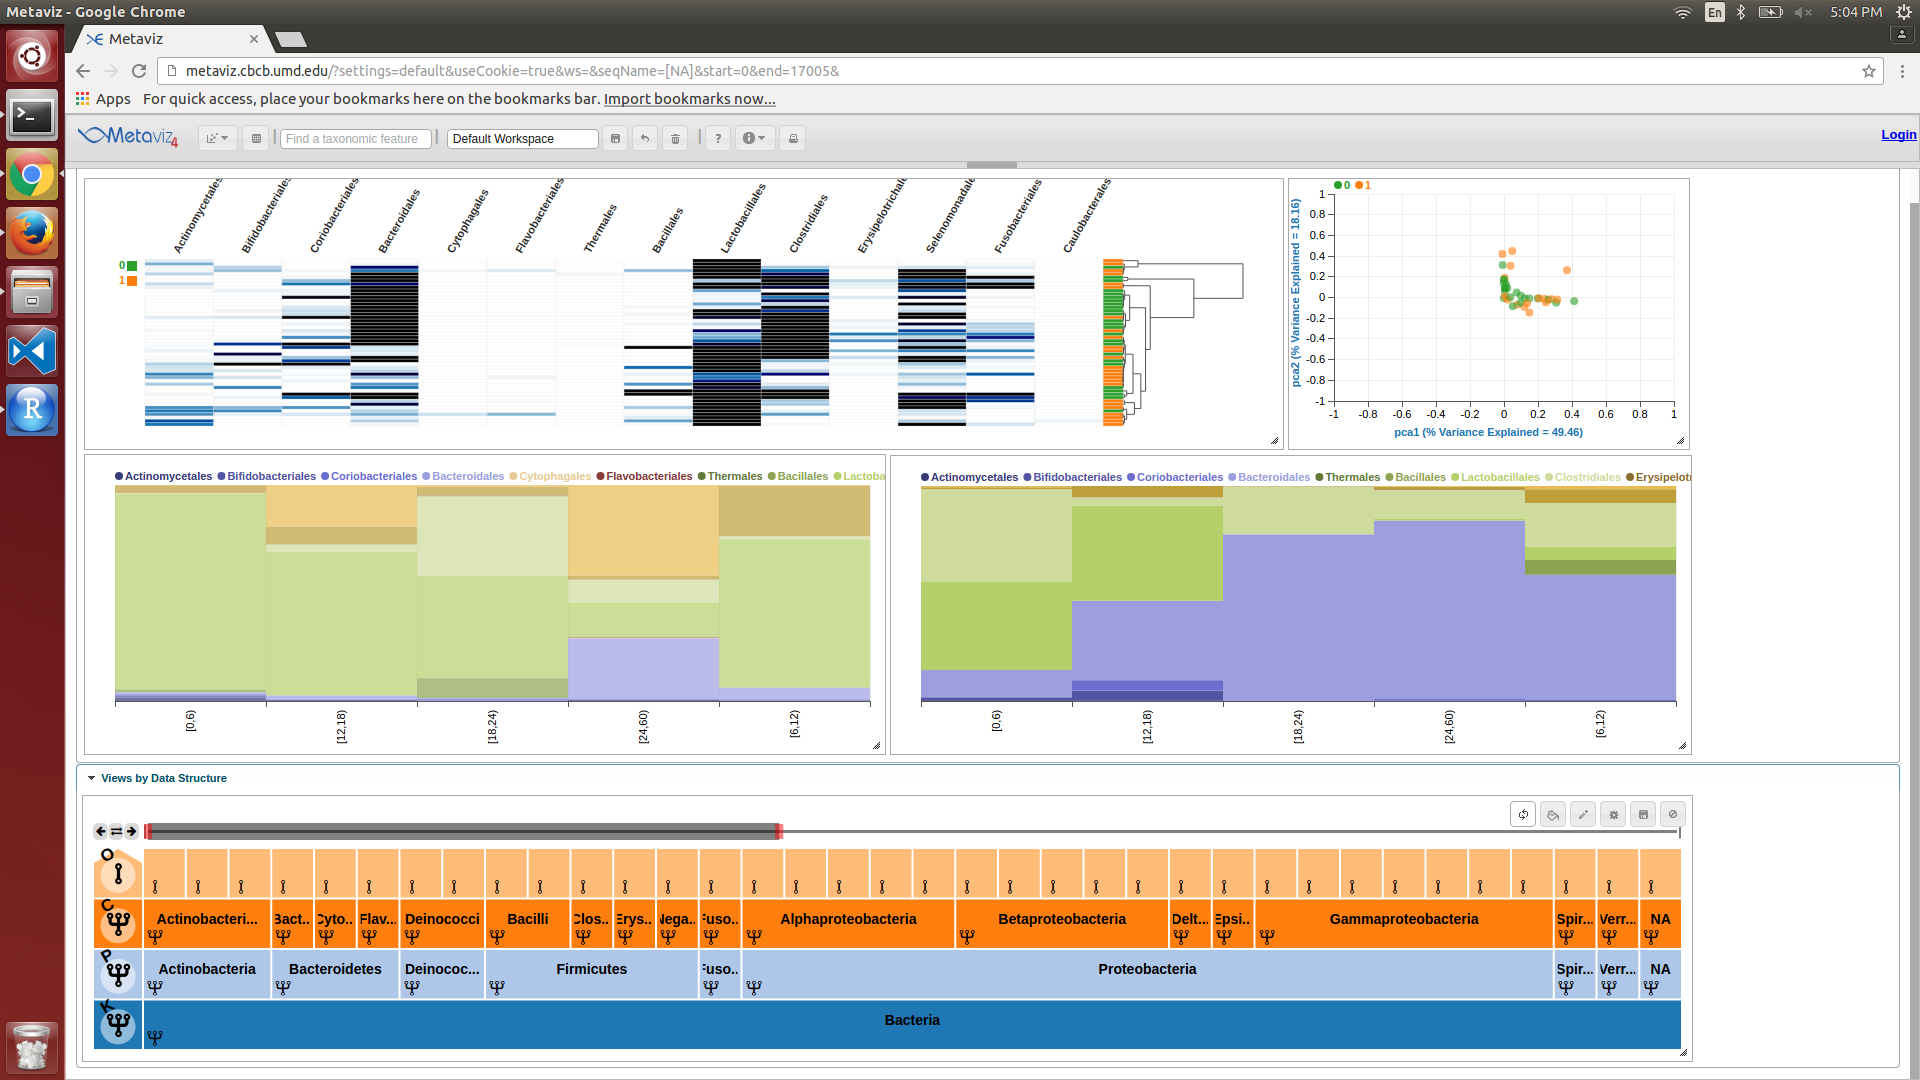 Metaviz - Google Chrome
En
5:04 PM
Metaviz
metaviz.cbcb.umd.edu/?settings=default&useCookie=true&ws=&seqName=[NA]&start=0&end=17005&
Apps For quick access, place your bookmarks here on the bookmarks bar. Import bookmarks now...
Metaviz 4
Find a taxonomic feature
Default Workspace
?
Login
Actinomycetales
Bifidobacteriales
Coriobacteriales
Bacteroidales
Cytophagales
Flavobacteriales
Thermales
Bacillales
Lactobacillales
Clostridiales
Erysipelotrichale
Selenomonadale
Fusobacteriales
Caulobacterales
0
1
0 1
1
0.8
0.6
0.4
0.2
0
-0.2
-0.4
-0.6
-0.8
-1
pca2 (% Variance Explained = 18.16)
-1 -0.8 -0.6 -0.4 -0.2 0 0.2 0.4 0.6 0.8 1
pca1 (% Variance Explained = 49.46)
Actinomycetales Bifidobacteriales Coriobacteriales Bacteroidales Cytophagales Flavobacteriales Thermales Bacillales Lactoba
[0,6) [12,18) [18,24) [24,60) [6,12)
Actinomycetales Bifidobacteriales Coriobacteriales Bacteroidales Thermales Bacillales Lactobacillales Clostridiales Erysipelotr
[0,6) [12,18) [18,24) [24,60) [6,12)
Views by Data Structure
O
C
Actinobacteri... Bact.. Cyto.. Flav... Deinococci Bacilli Clos.. Erys.. Nega.. Fuso.. Alphaproteobacteria Betaproteobacteria Delt... Epsi... Gammaproteobacteria Spir... Verr... NA
P
Actinobacteria Bacteroidetes Deinococ... Firmicutes Fuso.. Proteobacteria Spir... Verr... NA
K
Bacteria
R